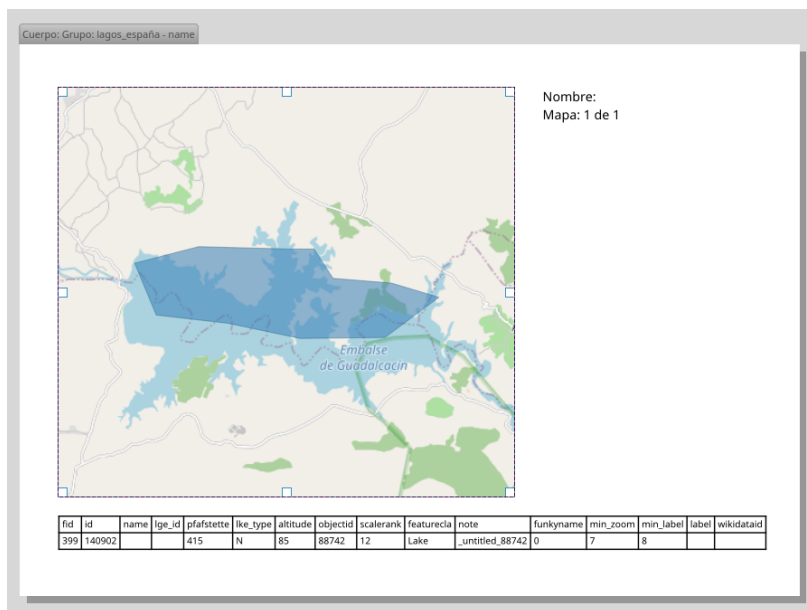 Cuerpo: Grupo: lagos_españa - name
Nombre:
Mapa: 1 de 1
Embalse
de Guadalcacín
fid id name lge_id pfafstette lke_type altitude objectid scalerank featurecla note funkyname min_zoom min_label label wikidataid
399 140902 415 N 85 88742 12 Lake _untitled_88742 0 7 8